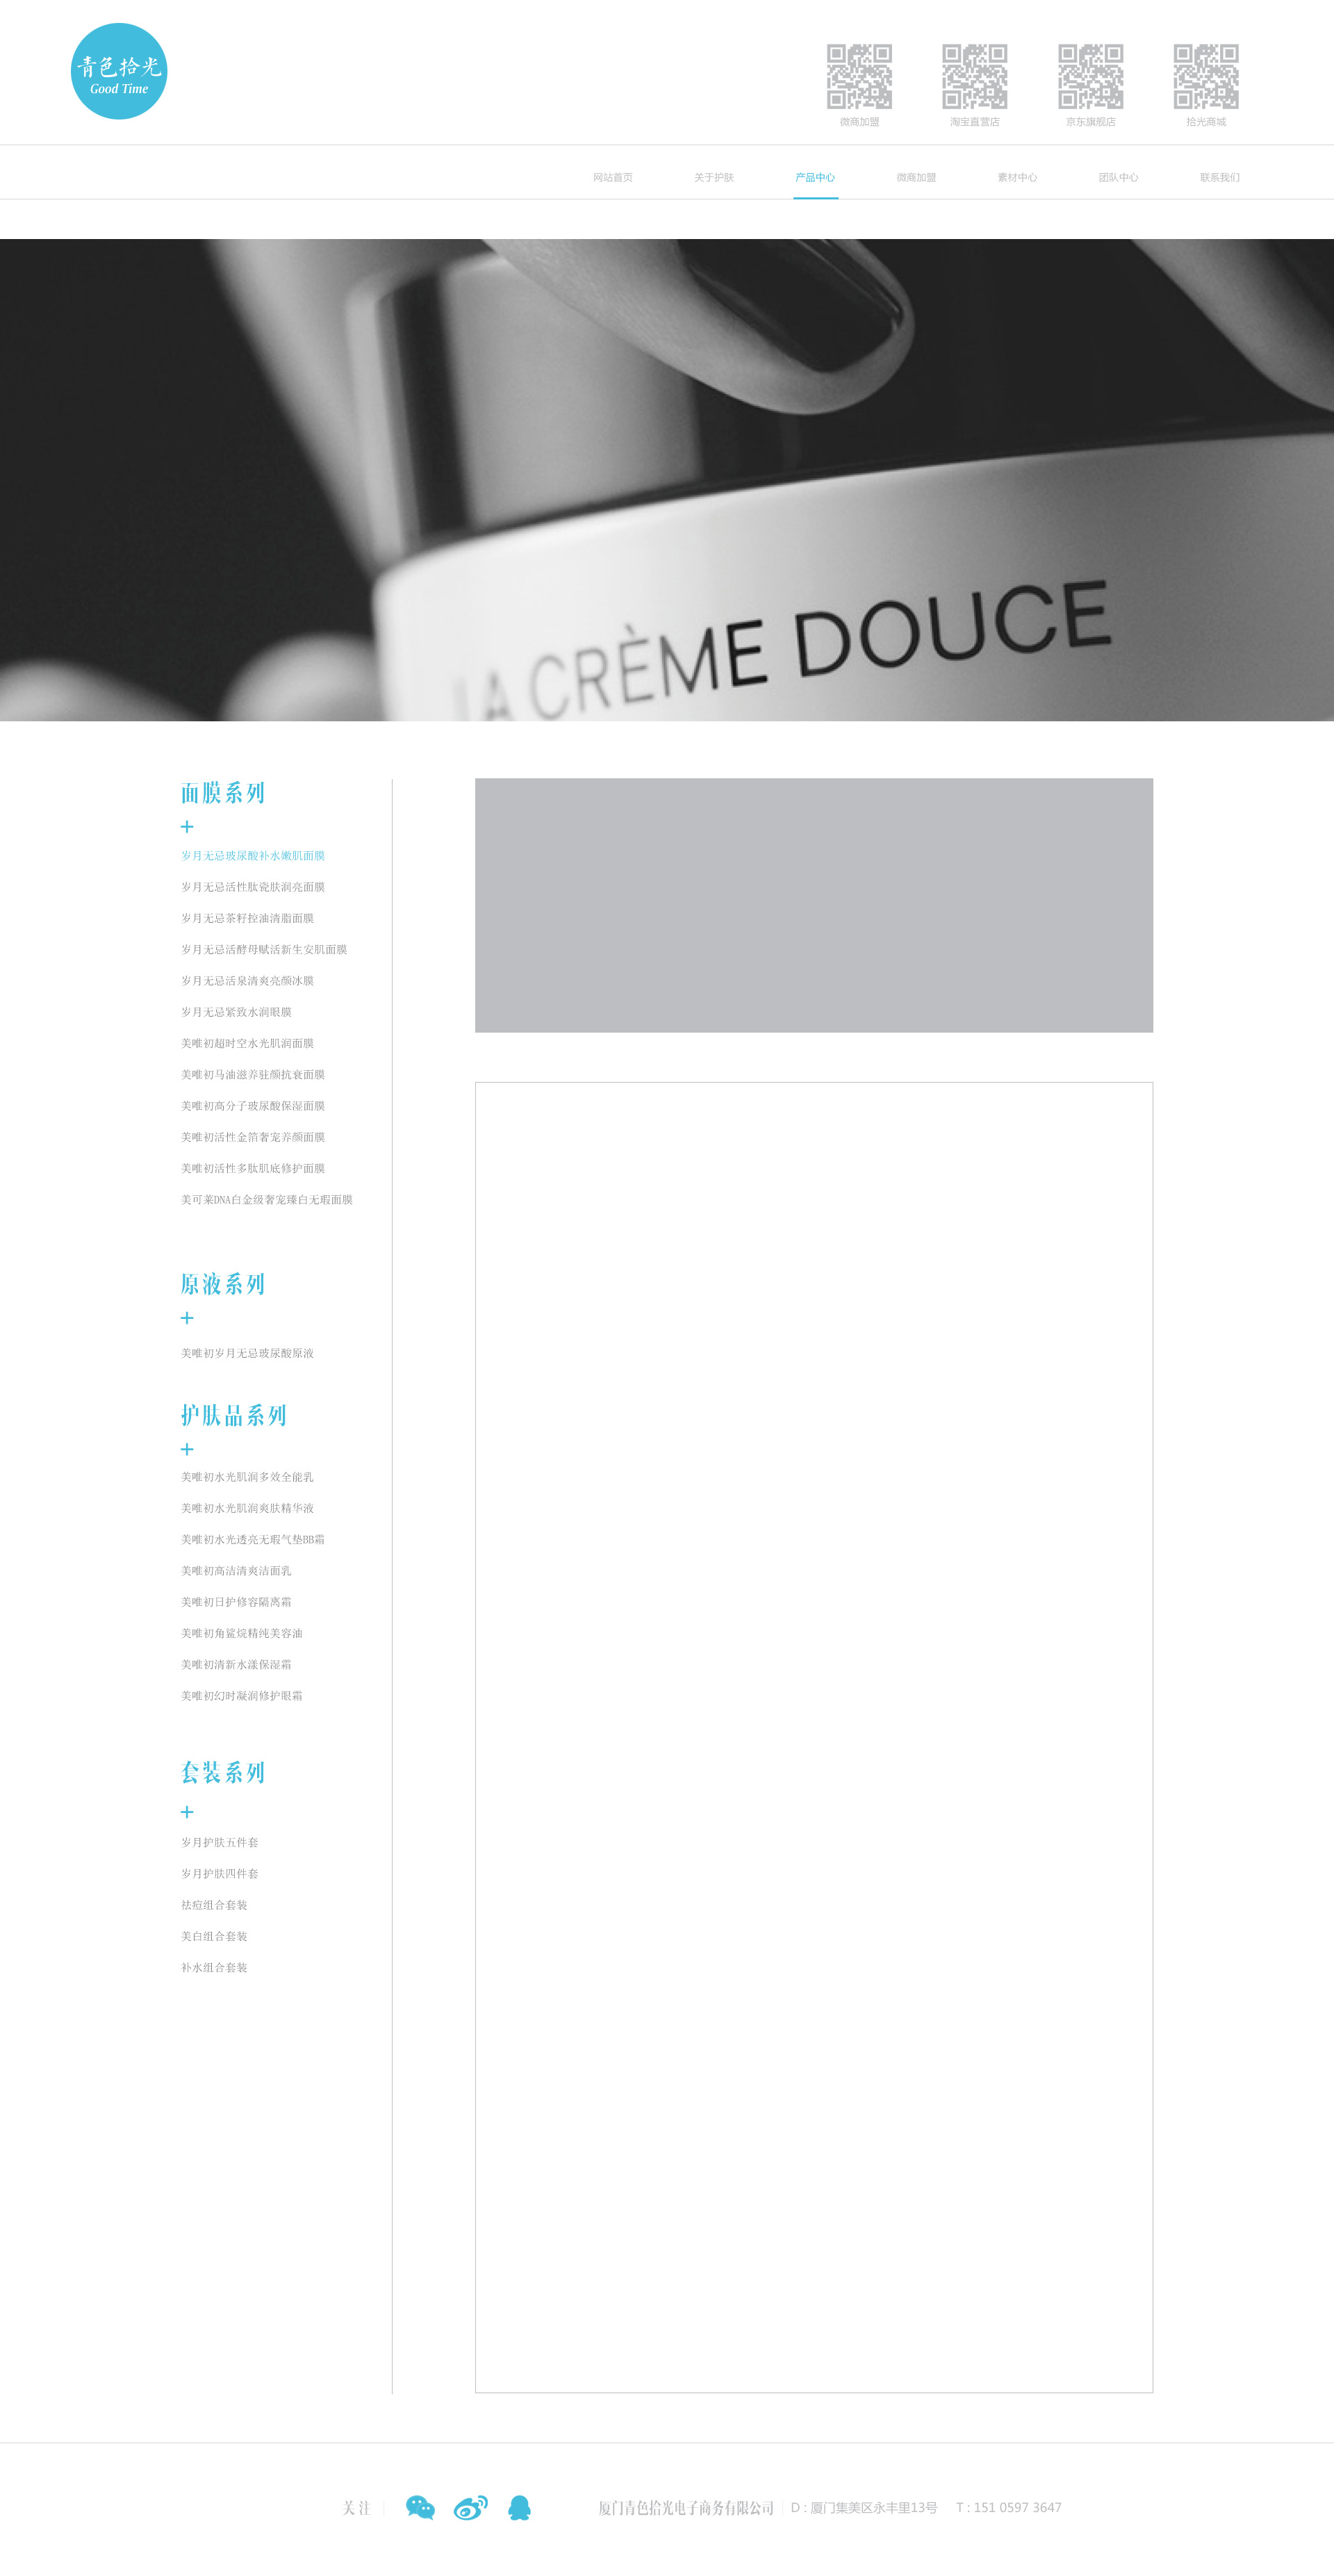 青色拾光
Good Time
微商加盟
淘宝直营店
京东旗舰店
拾光商城
网站首页
关于护肤
产品中心
微商加盟
素材中心
团队中心
联系我们
LA CRÈME DOUCE
面膜系列
岁月无忌玻尿酸补水嫩肌面膜
岁月无忌活性肽瓷肤润亮面膜
岁月无忌茶籽控油清脂面膜
岁月无忌活酵母赋活新生安肌面膜
岁月无忌活泉清爽亮颜冰膜
岁月无忌紧致水润眼膜
美唯初超时空水光肌润面膜
美唯初马油滋养驻颜抗衰面膜
美唯初高分子玻尿酸保湿面膜
美唯初活性金箔奢宠养颜面膜
美唯初活性多肽肌底修护面膜
美可莱DNA白金级奢宠臻白无瑕面膜
原液系列
美唯初岁月无忌玻尿酸原液
护肤品系列
美唯初水光肌润多效全能乳
美唯初水光肌润爽肤精华液
美唯初水光透亮无瑕气垫BB霜
美唯初高洁清爽洁面乳
美唯初日护修容隔离霜
美唯初角鲨烷精纯美容油
美唯初清新水漾保湿霜
美唯初幻时凝润修护眼霜
套装系列
岁月护肤五件套
岁月护肤四件套
祛痘组合套装
美白组合套装
补水组合套装
关注
厦门青色拾光电子商务有限公司
D : 厦门集美区永丰里13号
T : 151 0597 3647